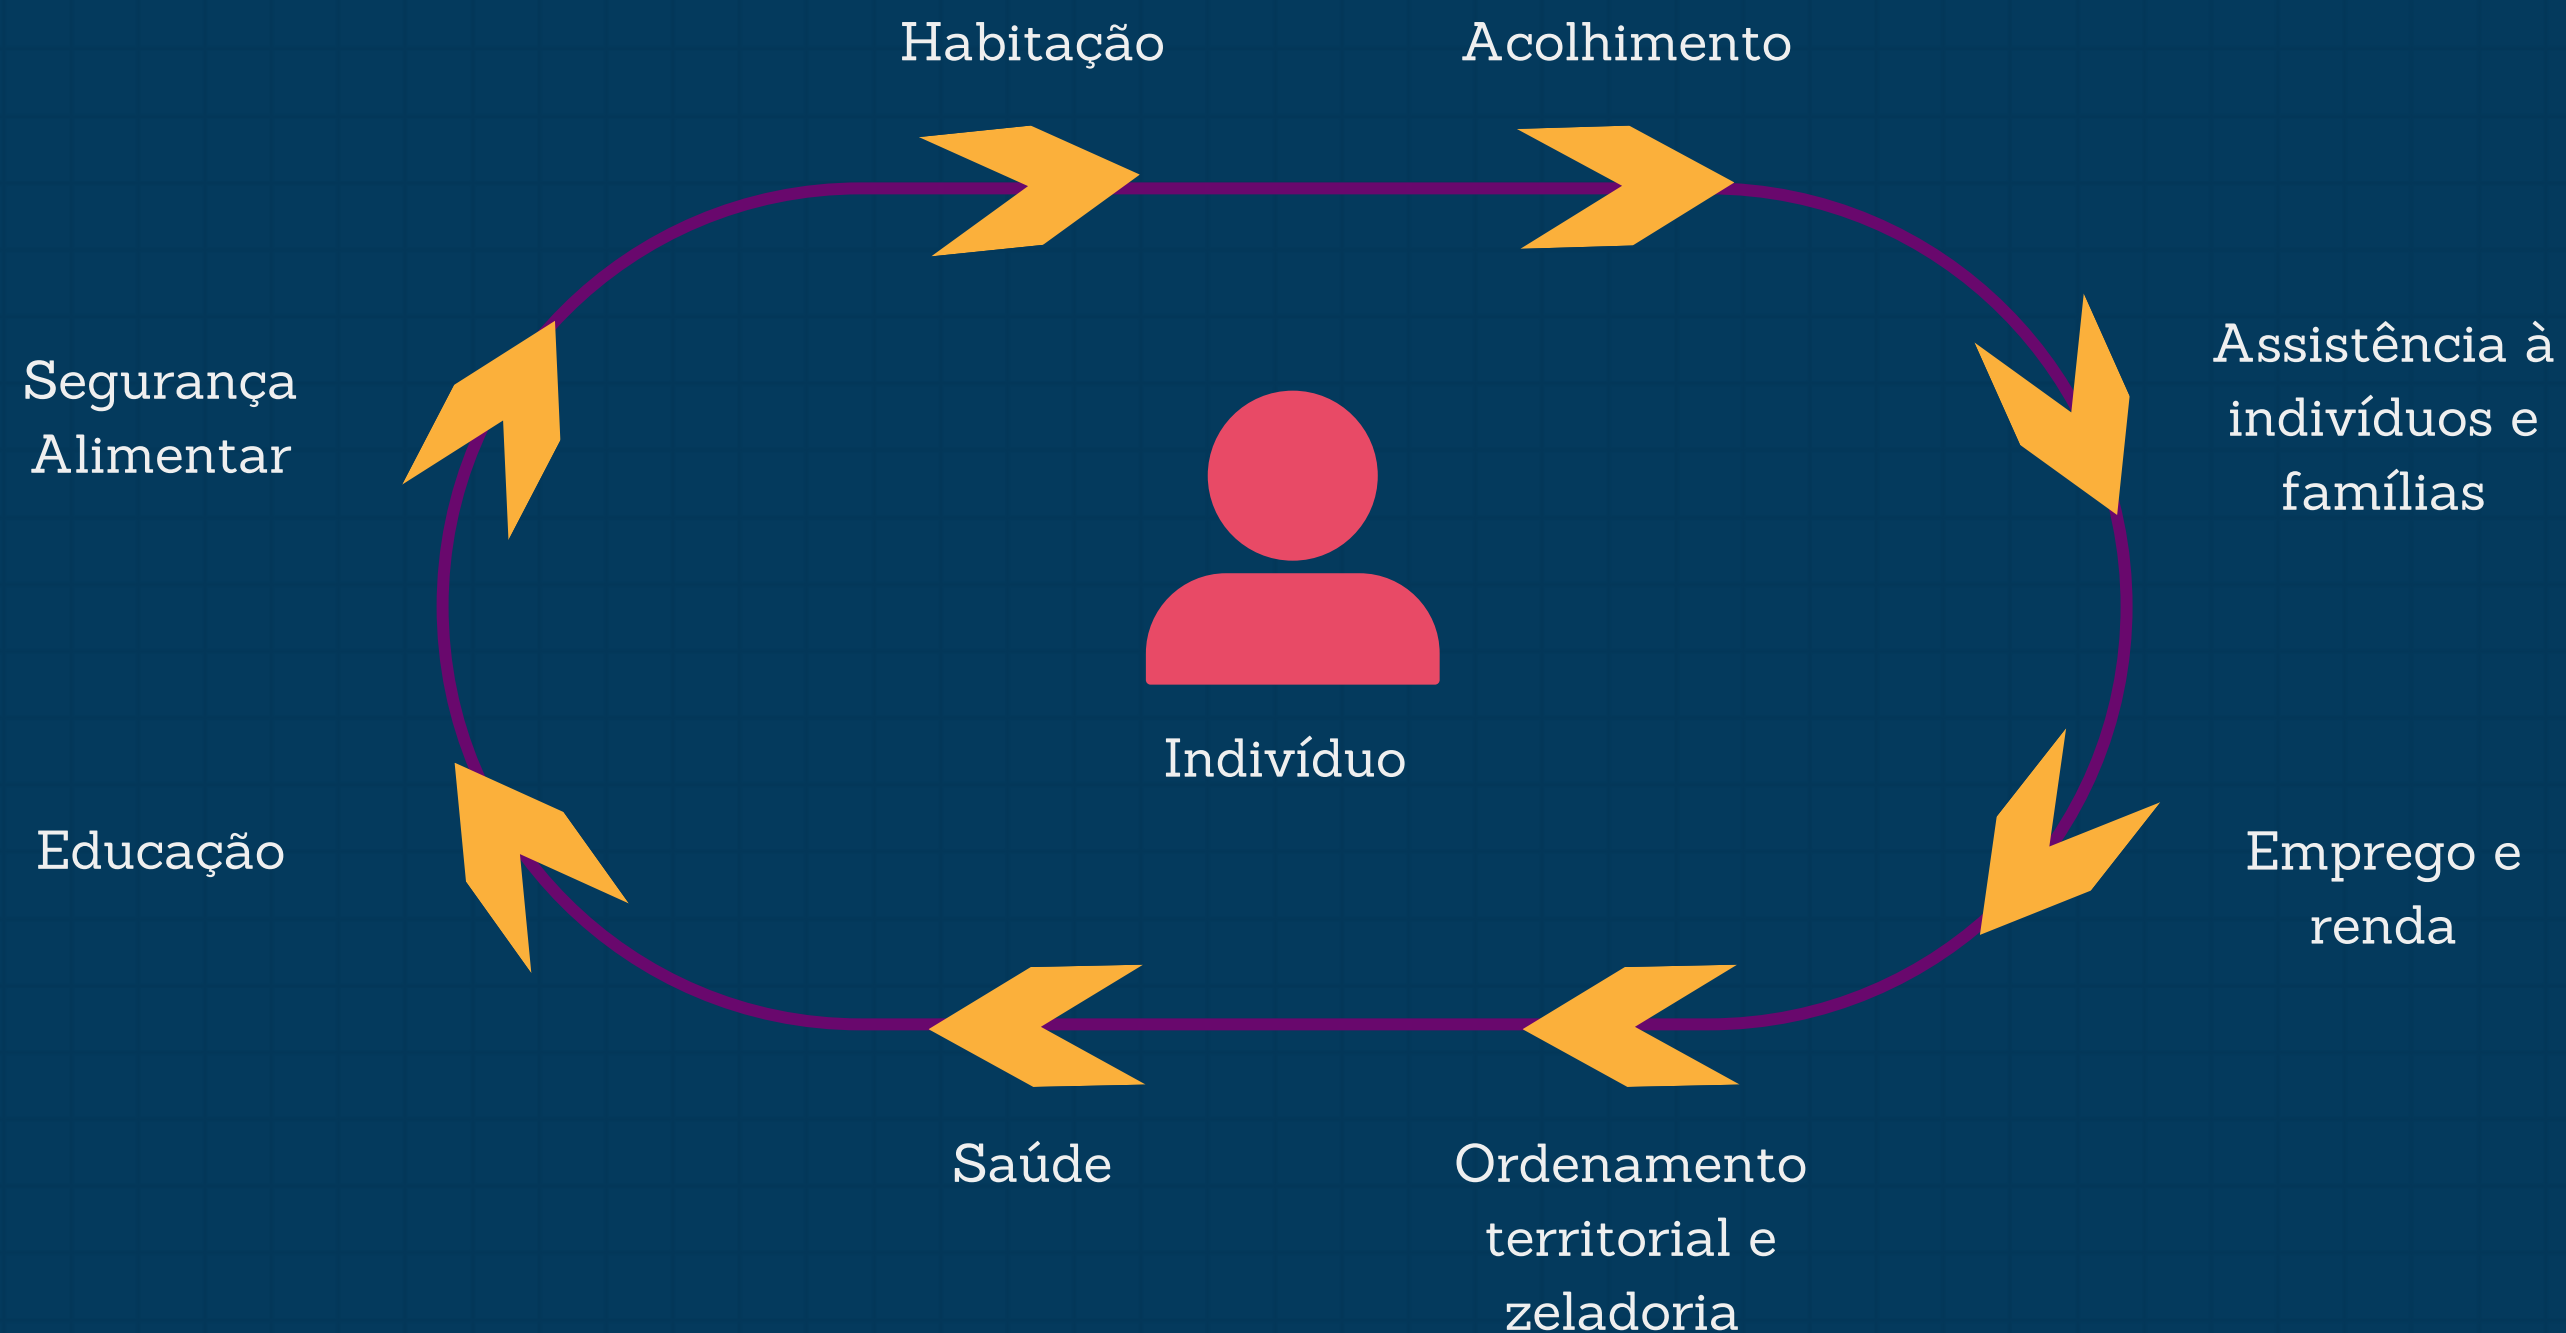 Habitação
Acolhimento
Assistência à
indivíduos e
famílias
Emprego e
renda
Ordenamento
territorial e
zeladoria
Saúde
Educação
Segurança
Alimentar
Indivíduo